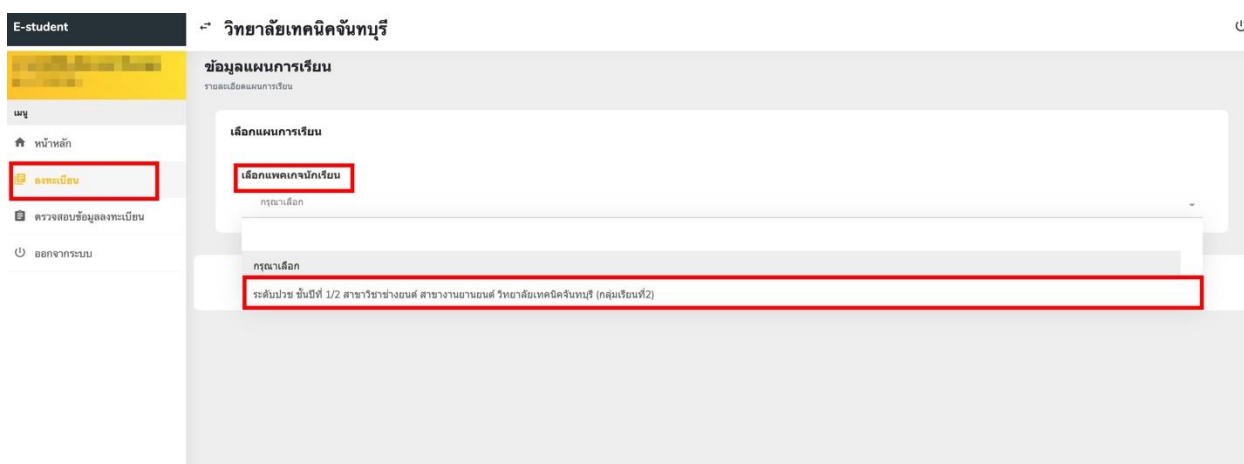 E-student
วิทยาลัยเทคนิคจันทบุรี
ข้อมูลแผนการเรียน
รายละเอียดแผนการเรียน
เมนู
หน้าหลัก
ลงทะเบียน
ตรวจสอบข้อมูลลงทะเบียน
ออกจากระบบ
เลือกแผนการเรียน
เลือกแพคเกจนักเรียน
กรุณาเลือก
กรุณาเลือก
ระดับปวช ชั้นปีที่ 1/2 สาขาวิชาช่างยนต์ สาขางานยานยนต์ วิทยาลัยเทคนิคจันทบุรี (กลุ่มเรียนที่2)